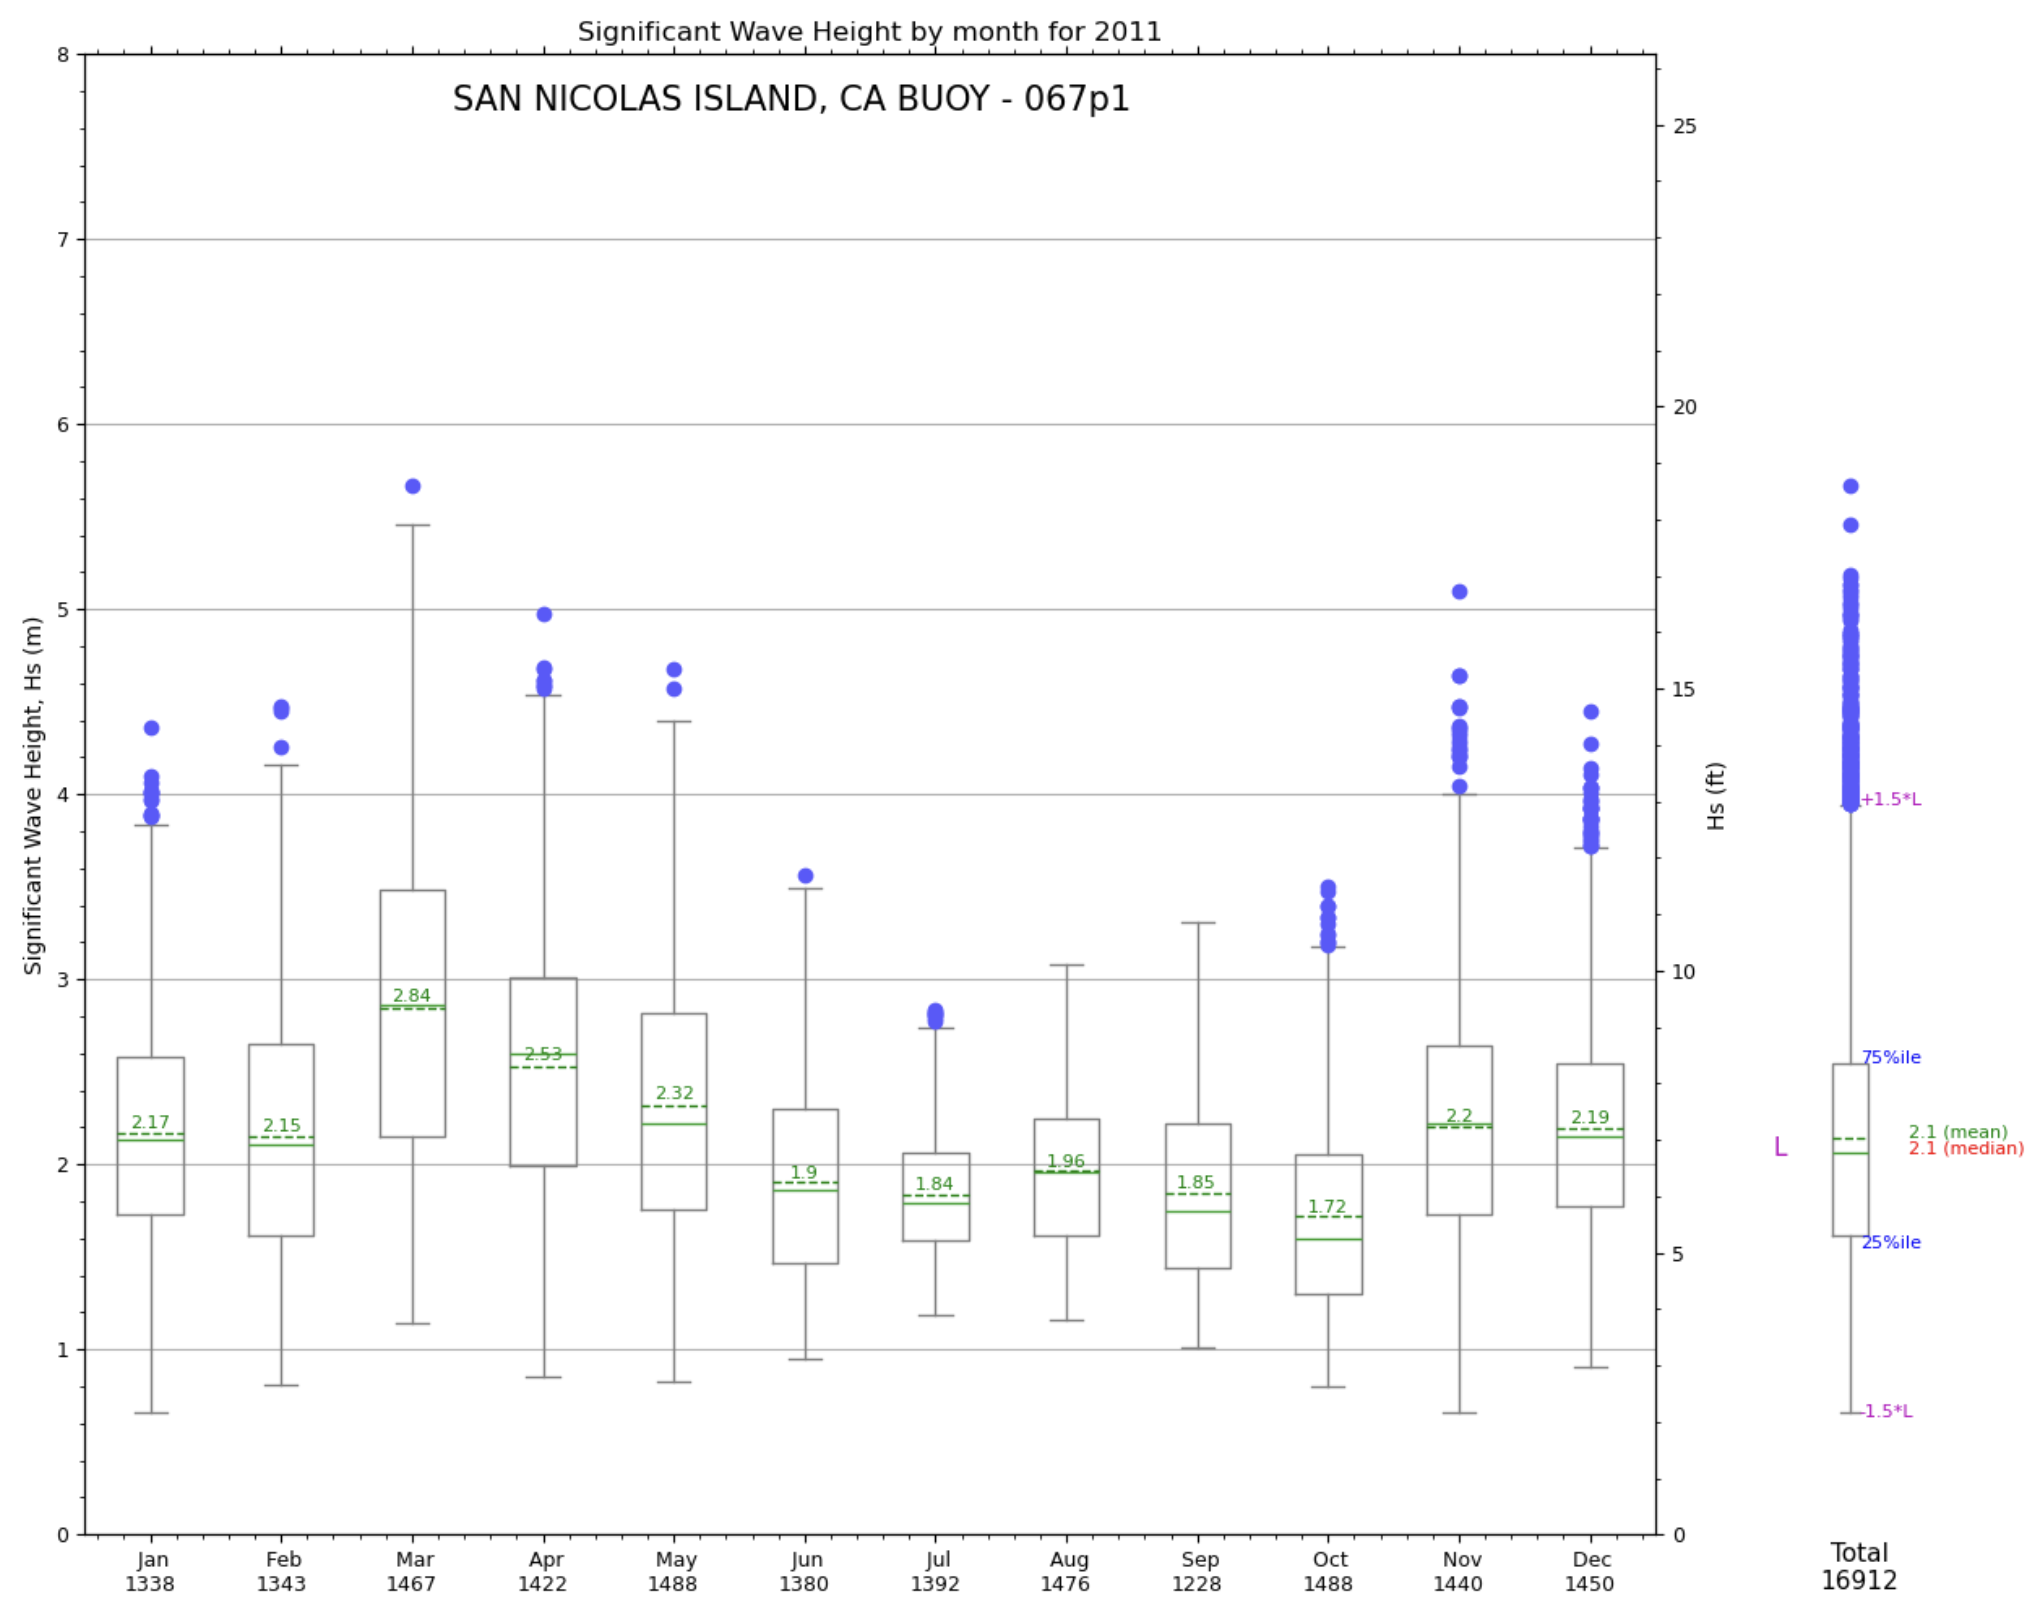 Significant Wave Height by month for 2011
SAN NICOLAS ISLAND, CA BUOY - 067p1
Significant Wave Height, Hs (m)
8
7
6
5
4
3
2
1
0
2.17
2.15
2.84
2.53
2.32
1.9
1.84
1.96
1.85
1.72
2.2
2.19
Jan Feb Mar Apr May Jun Jul Aug Sep Oct Nov Dec
1338 1343 1467 1422 1488 1380 1392 1476 1228 1488 1440 1450
25
20
15
10
5
0
Hs (ft)
+1.5*L
75%ile
2.1 (mean)
L
2.1 (median)
25%ile
-1.5*L
Total
16912